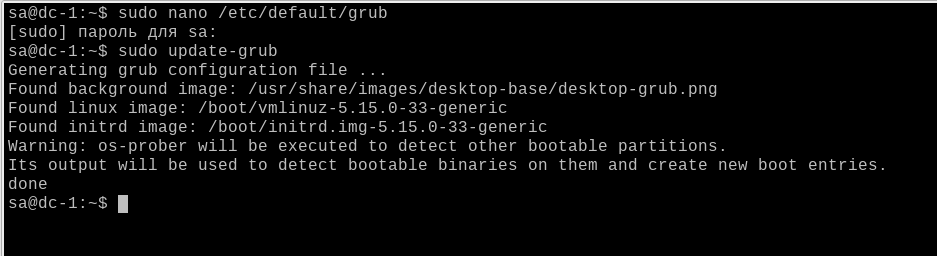 sa@dc-1:~$ sudo nano /etc/default/grub
[sudo] пароль для sa:
sa@dc-1:~$ sudo update-grub
Generating grub configuration file ...
Found background image: /usr/share/images/desktop-base/desktop-grub.png
Found linux image: /boot/vmlinuz-5.15.0-33-generic
Found initrd image: /boot/initrd.img-5.15.0-33-generic
Warning: os-prober will be executed to detect other bootable partitions.
Its output will be used to detect bootable binaries on them and create new boot entries.
done
sa@dc-1:~$